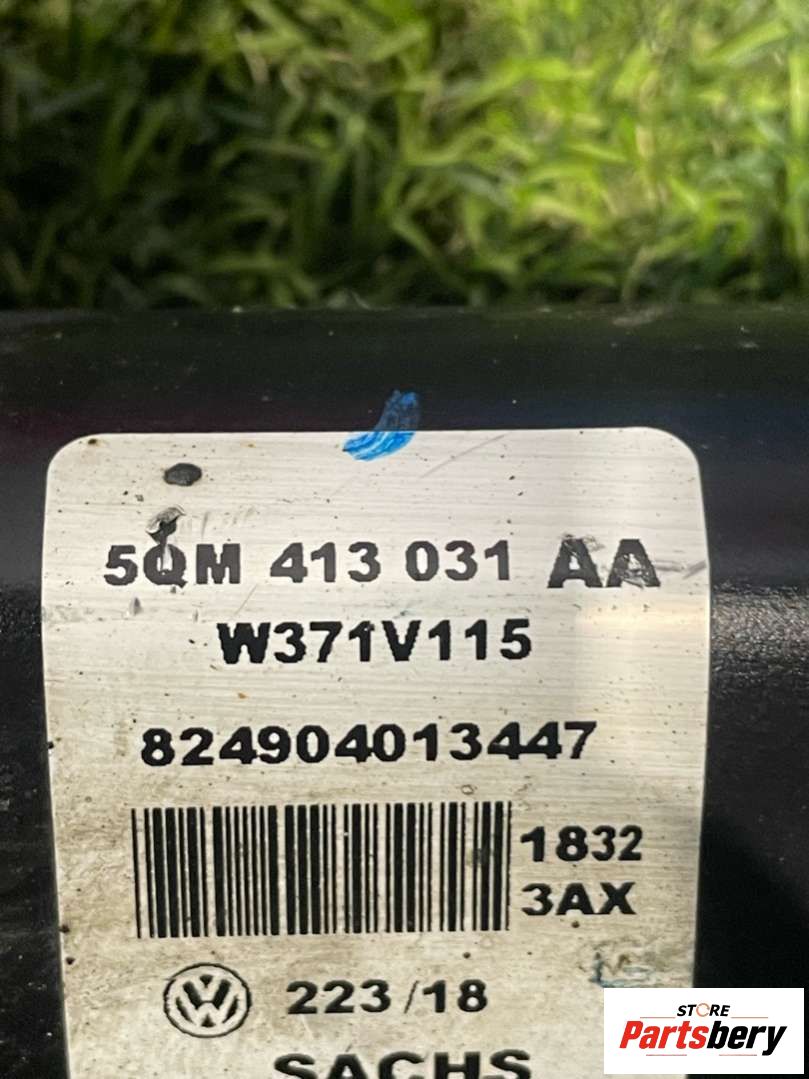 5QM 413 031 AA
W371V115
824904013447
1832
3AX
223/18
SACHS
STORE
Partsbery